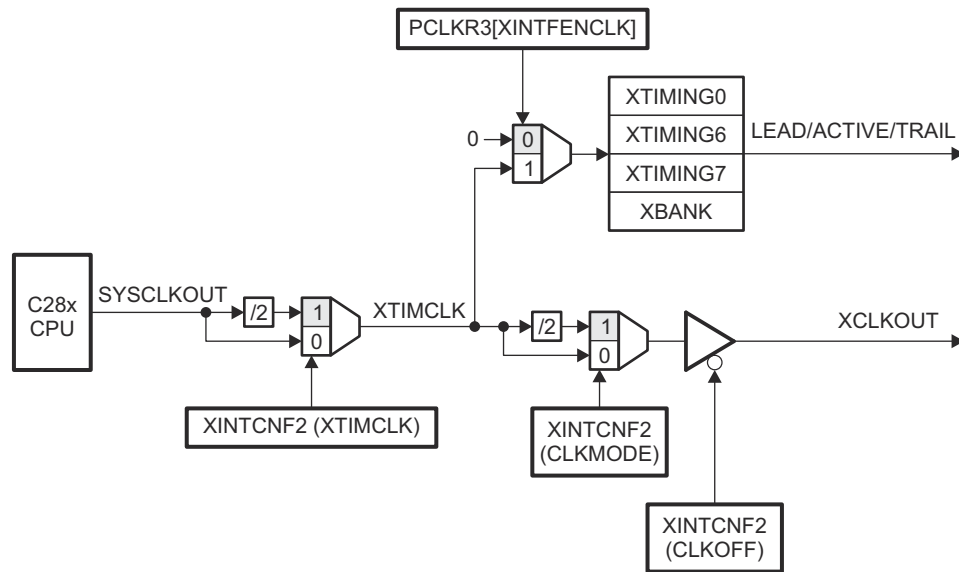 PCLKR3[XINTFENCLK]
0
0
1
XTIMING0
XTIMING6
XTIMING7
XBANK
LEAD/ACTIVE/TRAIL
C28x
CPU
SYSCLKOUT
/2
1
0
XTIMCLK
/2
1
0
XCLKOUT
XINTCNF2 (XTIMCLK)
XINTCNF2
(CLKMODE)
XINTCNF2
(CLKOFF)